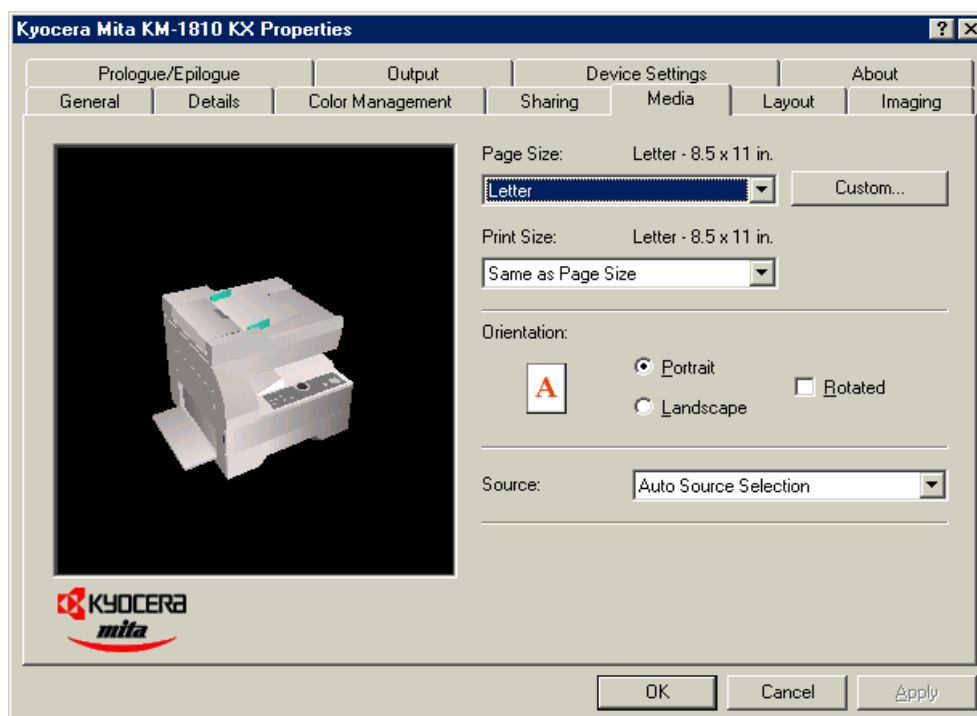 Kyocera Mita KM-1810 KX Properties
Prologue/Epilogue Output Device Settings About
General Details Color Management Sharing Media Layout Imaging
Page Size: Letter - 8.5 x 11 in.
Letter Custom...
Print Size: Letter - 8.5 x 11 in.
Same as Page Size
Orientation:
A Portrait Rotated
Landscape
Source: Auto Source Selection
KYOCERA
mita
OK Cancel Apply